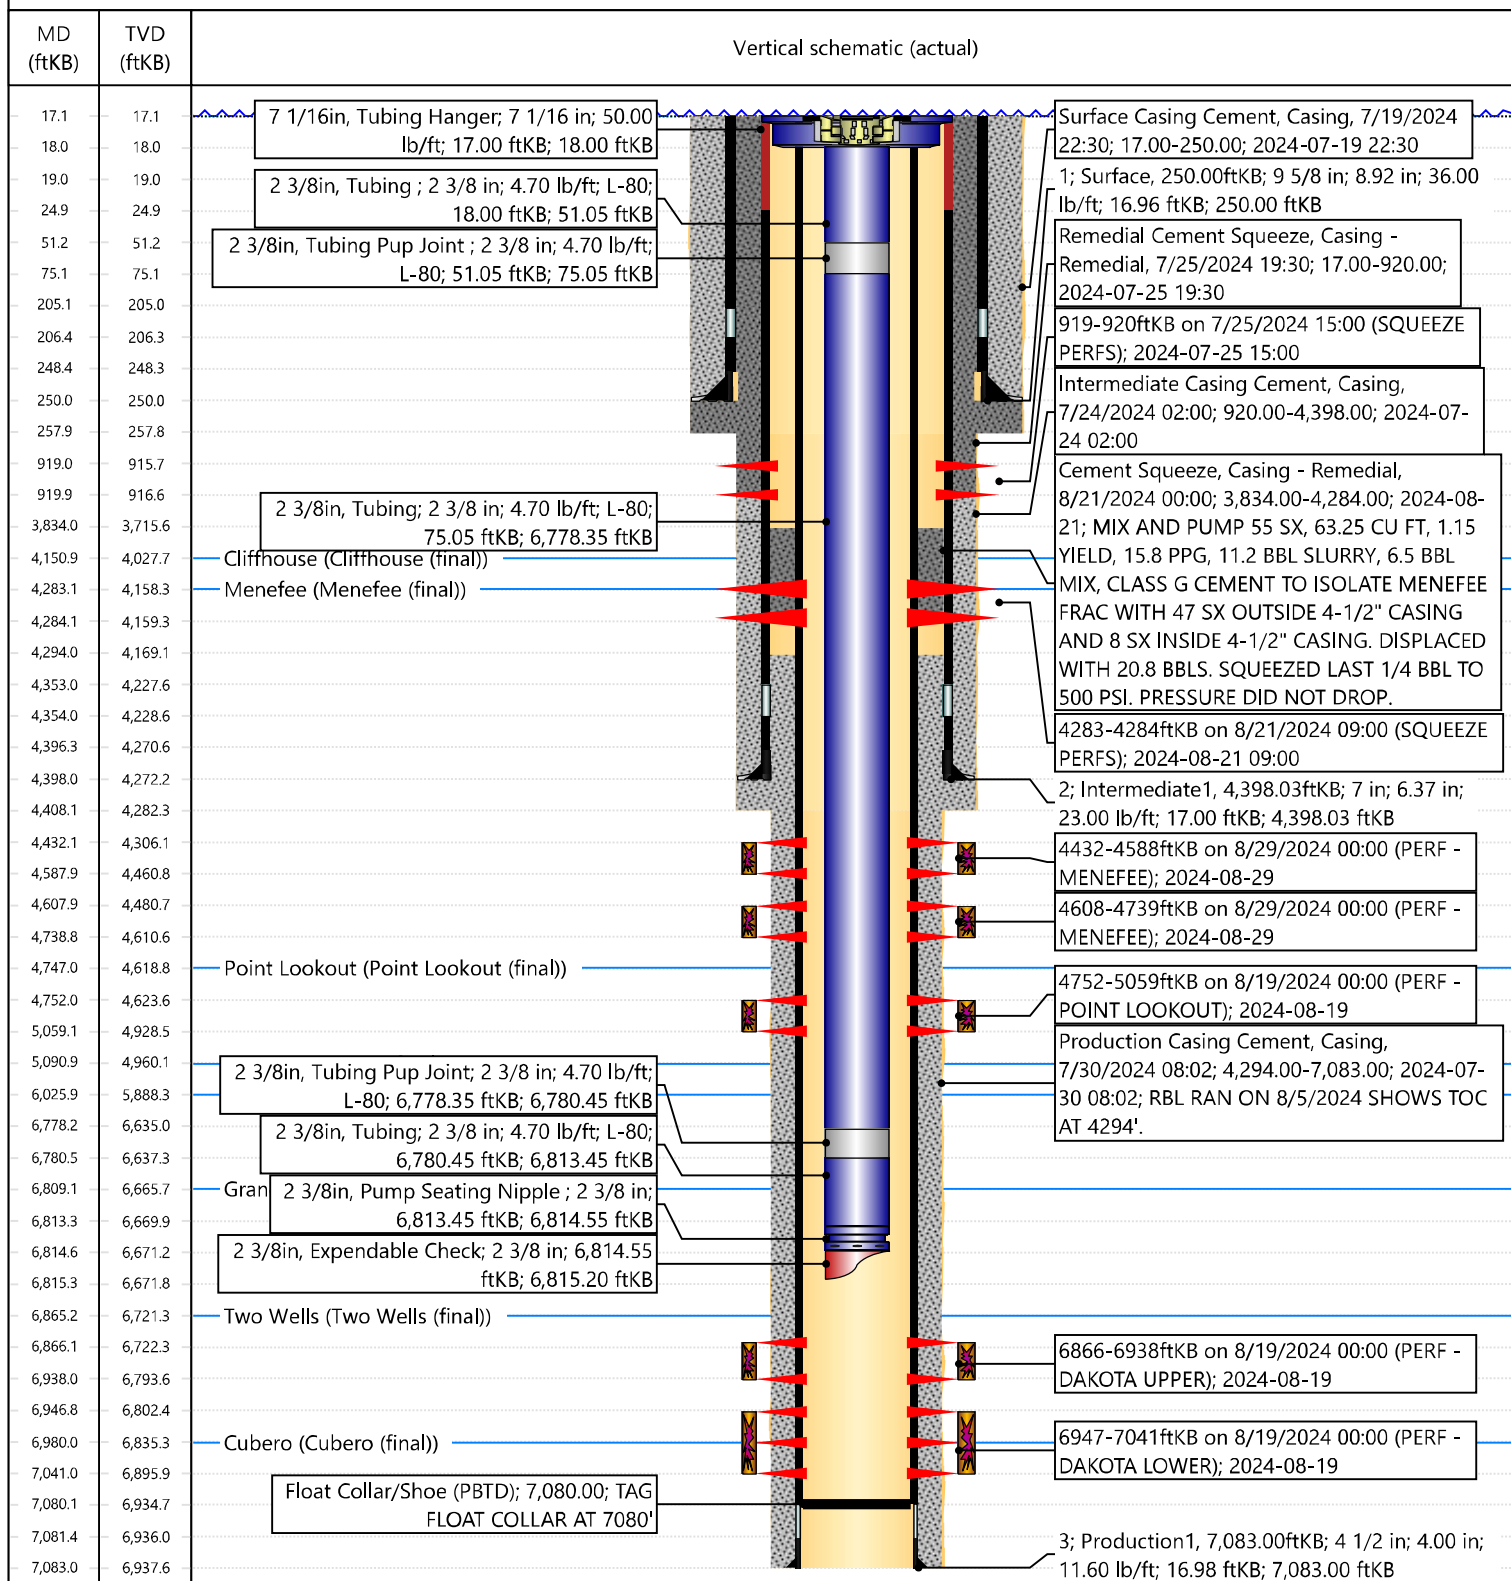 MD
(ftKB)
TVD
(ftKB)
Vertical schematic (actual)
17.1 17.1
18.0 18.0
19.0 19.0
24.9 24.9
51.2 51.2
75.1 75.1
205.1 205.0
206.4 206.3
248.4 248.3
250.0 250.0
257.9 257.8
919.0 915.7
919.9 916.6
3,834.0 3,715.6
4,150.9 4,027.7
4,283.1 4,158.3
4,284.1 4,159.3
4,294.0 4,169.1
4,353.0 4,227.6
4,354.0 4,228.6
4,396.3 4,270.6
4,398.0 4,272.2
4,408.1 4,282.3
4,432.1 4,306.1
4,587.9 4,460.8
4,607.9 4,480.7
4,738.8 4,610.6
4,747.0 4,618.8
4,752.0 4,623.6
5,059.1 4,928.5
5,090.9 4,960.1
6,025.9 5,888.3
6,778.2 6,635.0
6,780.5 6,637.3
6,809.1 6,665.7
6,813.3 6,669.9
6,814.6 6,671.2
6,815.3 6,671.8
6,865.2 6,721.3
6,866.1 6,722.3
6,938.0 6,793.6
6,946.8 6,802.4
6,980.0 6,835.3
7,041.0 6,895.9
7,080.1 6,934.7
7,081.4 6,936.0
7,083.0 6,937.6
7 1/16in, Tubing Hanger; 7 1/16 in; 50.00
lb/ft; 17.00 ftKB; 18.00 ftKB
2 3/8in, Tubing ; 2 3/8 in; 4.70 lb/ft; L-80;
18.00 ftKB; 51.05 ftKB
2 3/8in, Tubing Pup Joint ; 2 3/8 in; 4.70 lb/ft;
L-80; 51.05 ftKB; 75.05 ftKB
2 3/8in, Tubing; 2 3/8 in; 4.70 lb/ft; L-80;
75.05 ftKB; 6,778.35 ftKB
Cliffhouse (Cliffhouse (final))
Menefee (Menefee (final))
Point Lookout (Point Lookout (final))
2 3/8in, Tubing Pup Joint; 2 3/8 in; 4.70 lb/ft;
L-80; 6,778.35 ftKB; 6,780.45 ftKB
2 3/8in, Tubing; 2 3/8 in; 4.70 lb/ft; L-80;
6,780.45 ftKB; 6,813.45 ftKB
Gran
2 3/8in, Pump Seating Nipple ; 2 3/8 in;
6,813.45 ftKB; 6,814.55 ftKB
2 3/8in, Expendable Check; 2 3/8 in; 6,814.55
ftKB; 6,815.20 ftKB
Two Wells (Two Wells (final))
Cubero (Cubero (final))
Float Collar/Shoe (PBTD); 7,080.00; TAG
FLOAT COLLAR AT 7080'
Surface Casing Cement, Casing, 7/19/2024
22:30; 17.00-250.00; 2024-07-19 22:30
1; Surface, 250.00ftKB; 9 5/8 in; 8.92 in; 36.00
lb/ft; 16.96 ftKB; 250.00 ftKB
Remedial Cement Squeeze, Casing -
Remedial, 7/25/2024 19:30; 17.00-920.00;
2024-07-25 19:30
919-920ftKB on 7/25/2024 15:00 (SQUEEZE
PERFS); 2024-07-25 15:00
Intermediate Casing Cement, Casing,
7/24/2024 02:00; 920.00-4,398.00; 2024-07-
24 02:00
Cement Squeeze, Casing - Remedial,
8/21/2024 00:00; 3,834.00-4,284.00; 2024-08-
21; MIX AND PUMP 55 SX, 63.25 CU FT, 1.15
YIELD, 15.8 PPG, 11.2 BBL SLURRY, 6.5 BBL
MIX, CLASS G CEMENT TO ISOLATE MENEFEE
FRAC WITH 47 SX OUTSIDE 4-1/2" CASING
AND 8 SX INSIDE 4-1/2" CASING. DISPLACED
WITH 20.8 BBLS. SQUEEZED LAST 1/4 BBL TO
500 PSI. PRESSURE DID NOT DROP.
4283-4284ftKB on 8/21/2024 09:00 (SQUEEZE
PERFS); 2024-08-21 09:00
2; Intermediate1, 4,398.03ftKB; 7 in; 6.37 in;
23.00 lb/ft; 17.00 ftKB; 4,398.03 ftKB
4432-4588ftKB on 8/29/2024 00:00 (PERF -
MENEFEE); 2024-08-29
4608-4739ftKB on 8/29/2024 00:00 (PERF -
MENEFEE); 2024-08-29
4752-5059ftKB on 8/19/2024 00:00 (PERF -
POINT LOOKOUT); 2024-08-19
Production Casing Cement, Casing,
7/30/2024 08:02; 4,294.00-7,083.00; 2024-07-
30 08:02; RBL RAN ON 8/5/2024 SHOWS TOC
AT 4294'.
6866-6938ftKB on 8/19/2024 00:00 (PERF -
DAKOTA UPPER); 2024-08-19
6947-7041ftKB on 8/19/2024 00:00 (PERF -
DAKOTA LOWER); 2024-08-19
3; Production1, 7,083.00ftKB; 4 1/2 in; 4.00 in;
11.60 lb/ft; 16.98 ftKB; 7,083.00 ftKB